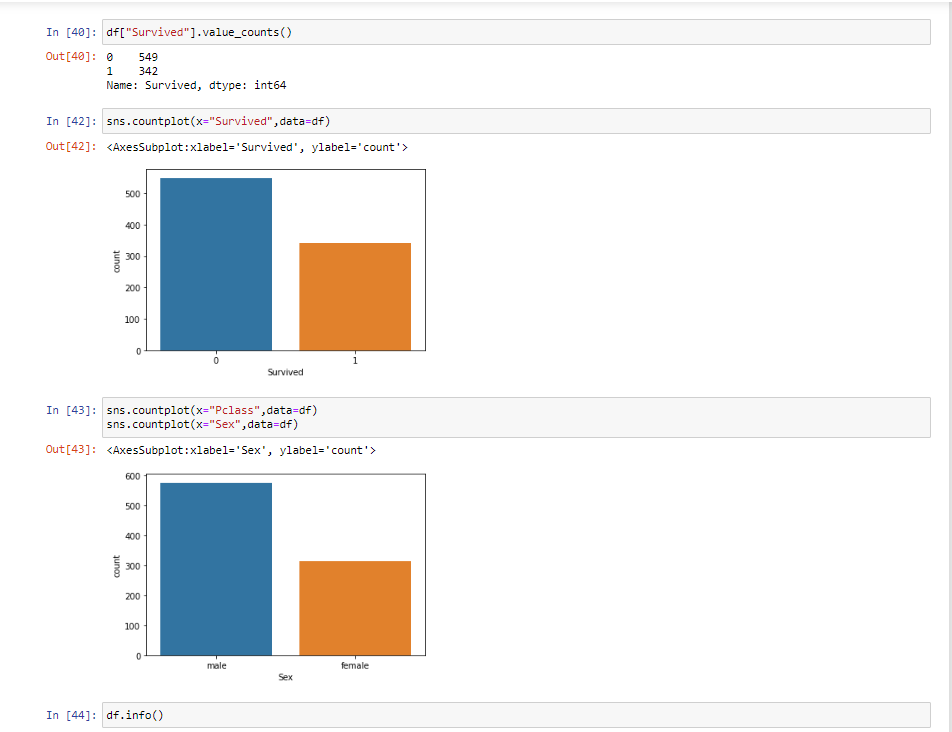 In [40]: df["Survived"].value_counts()
Out[40]: 0    549
1    342
Name: Survived, dtype: int64
In [42]: sns.countplot(x="Survived",data=df)
Out[42]: <AxesSubplot:xlabel='Survived', ylabel='count'>
500
400
300
200
100
0
count
0 1
Survived
In [43]: sns.countplot(x="Pclass",data=df)
sns.countplot(x="Sex",data=df)
Out[43]: <AxesSubplot:xlabel='Sex', ylabel='count'>
600
500
400
300
200
100
0
count
male female
Sex
In [44]: df.info()